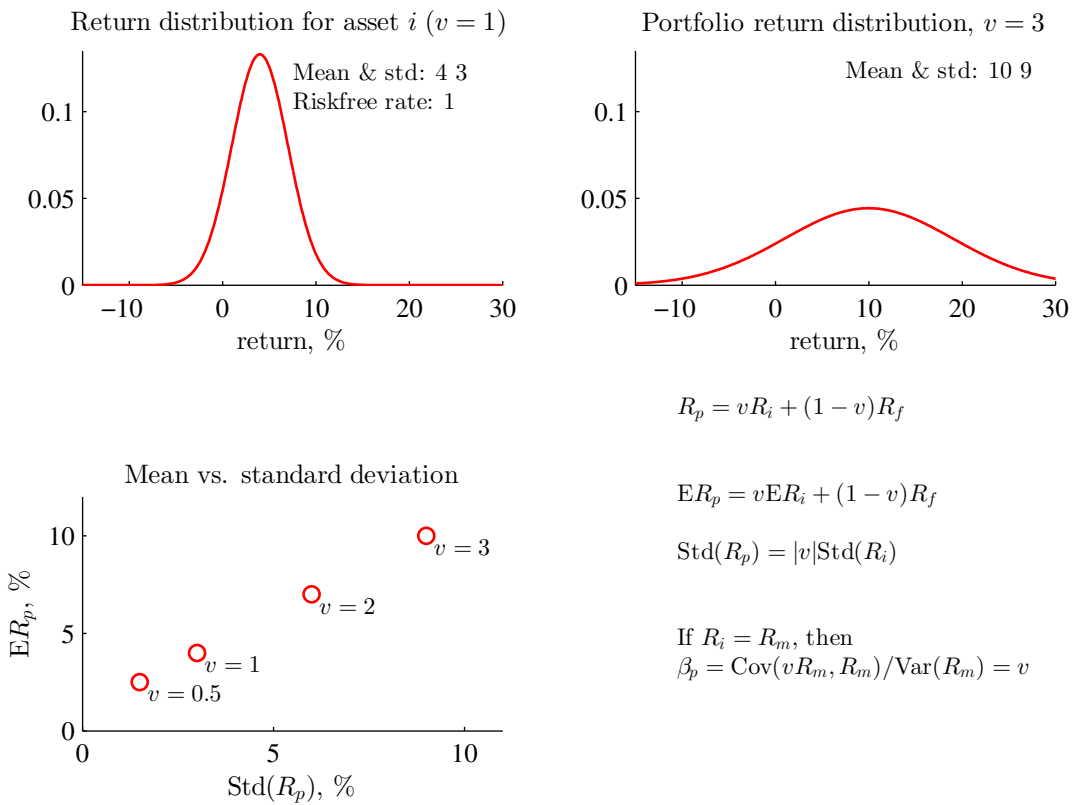 Return distribution for asset i (v = 1)
Mean & std: 4 3
Riskfree rate: 1
0.1
0.05
0
−10 0 10 20 30
return, %
Portfolio return distribution, v = 3
Mean & std: 10 9
0.1
0.05
0
−10 0 10 20 30
return, %
Mean vs. standard deviation
ER_p, %
10
5
0
v = 3
v = 2
v = 1
v = 0.5
0 5 10
Std(R_p), %
R_p = vR_i + (1 − v)R_f
ER_p = vER_i + (1 − v)R_f
Std(R_p) = |v|Std(R_i)
If R_i = R_m, then
β_p = Cov(vR_m, R_m)/Var(R_m) = v